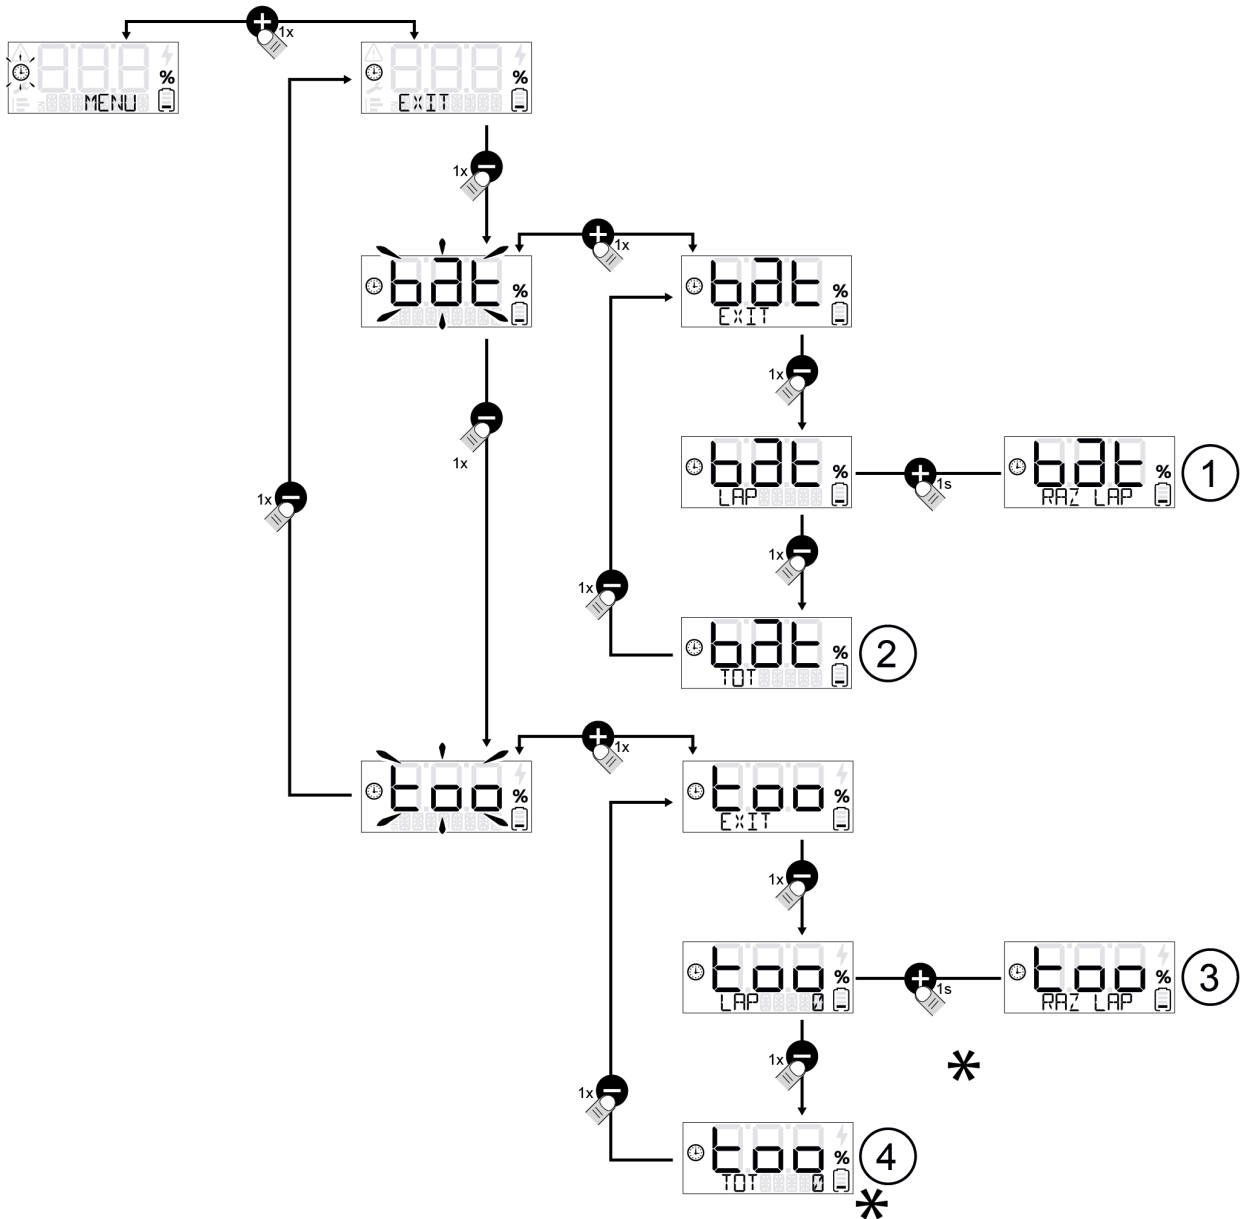 1x
%
MENU
%
EXIT
1x
1x
bat %
bat %
EXIT
1x
1x
1x
bat %
LAP
1s
bat %
RAZ LAP
1
1x
1x
bat %
TOT
2
1x
too %
too %
EXIT
1x
too %
LAP 0
1s
too %
RAZ LAP
3
*
1x
1x
too %
TOT 0
4
*